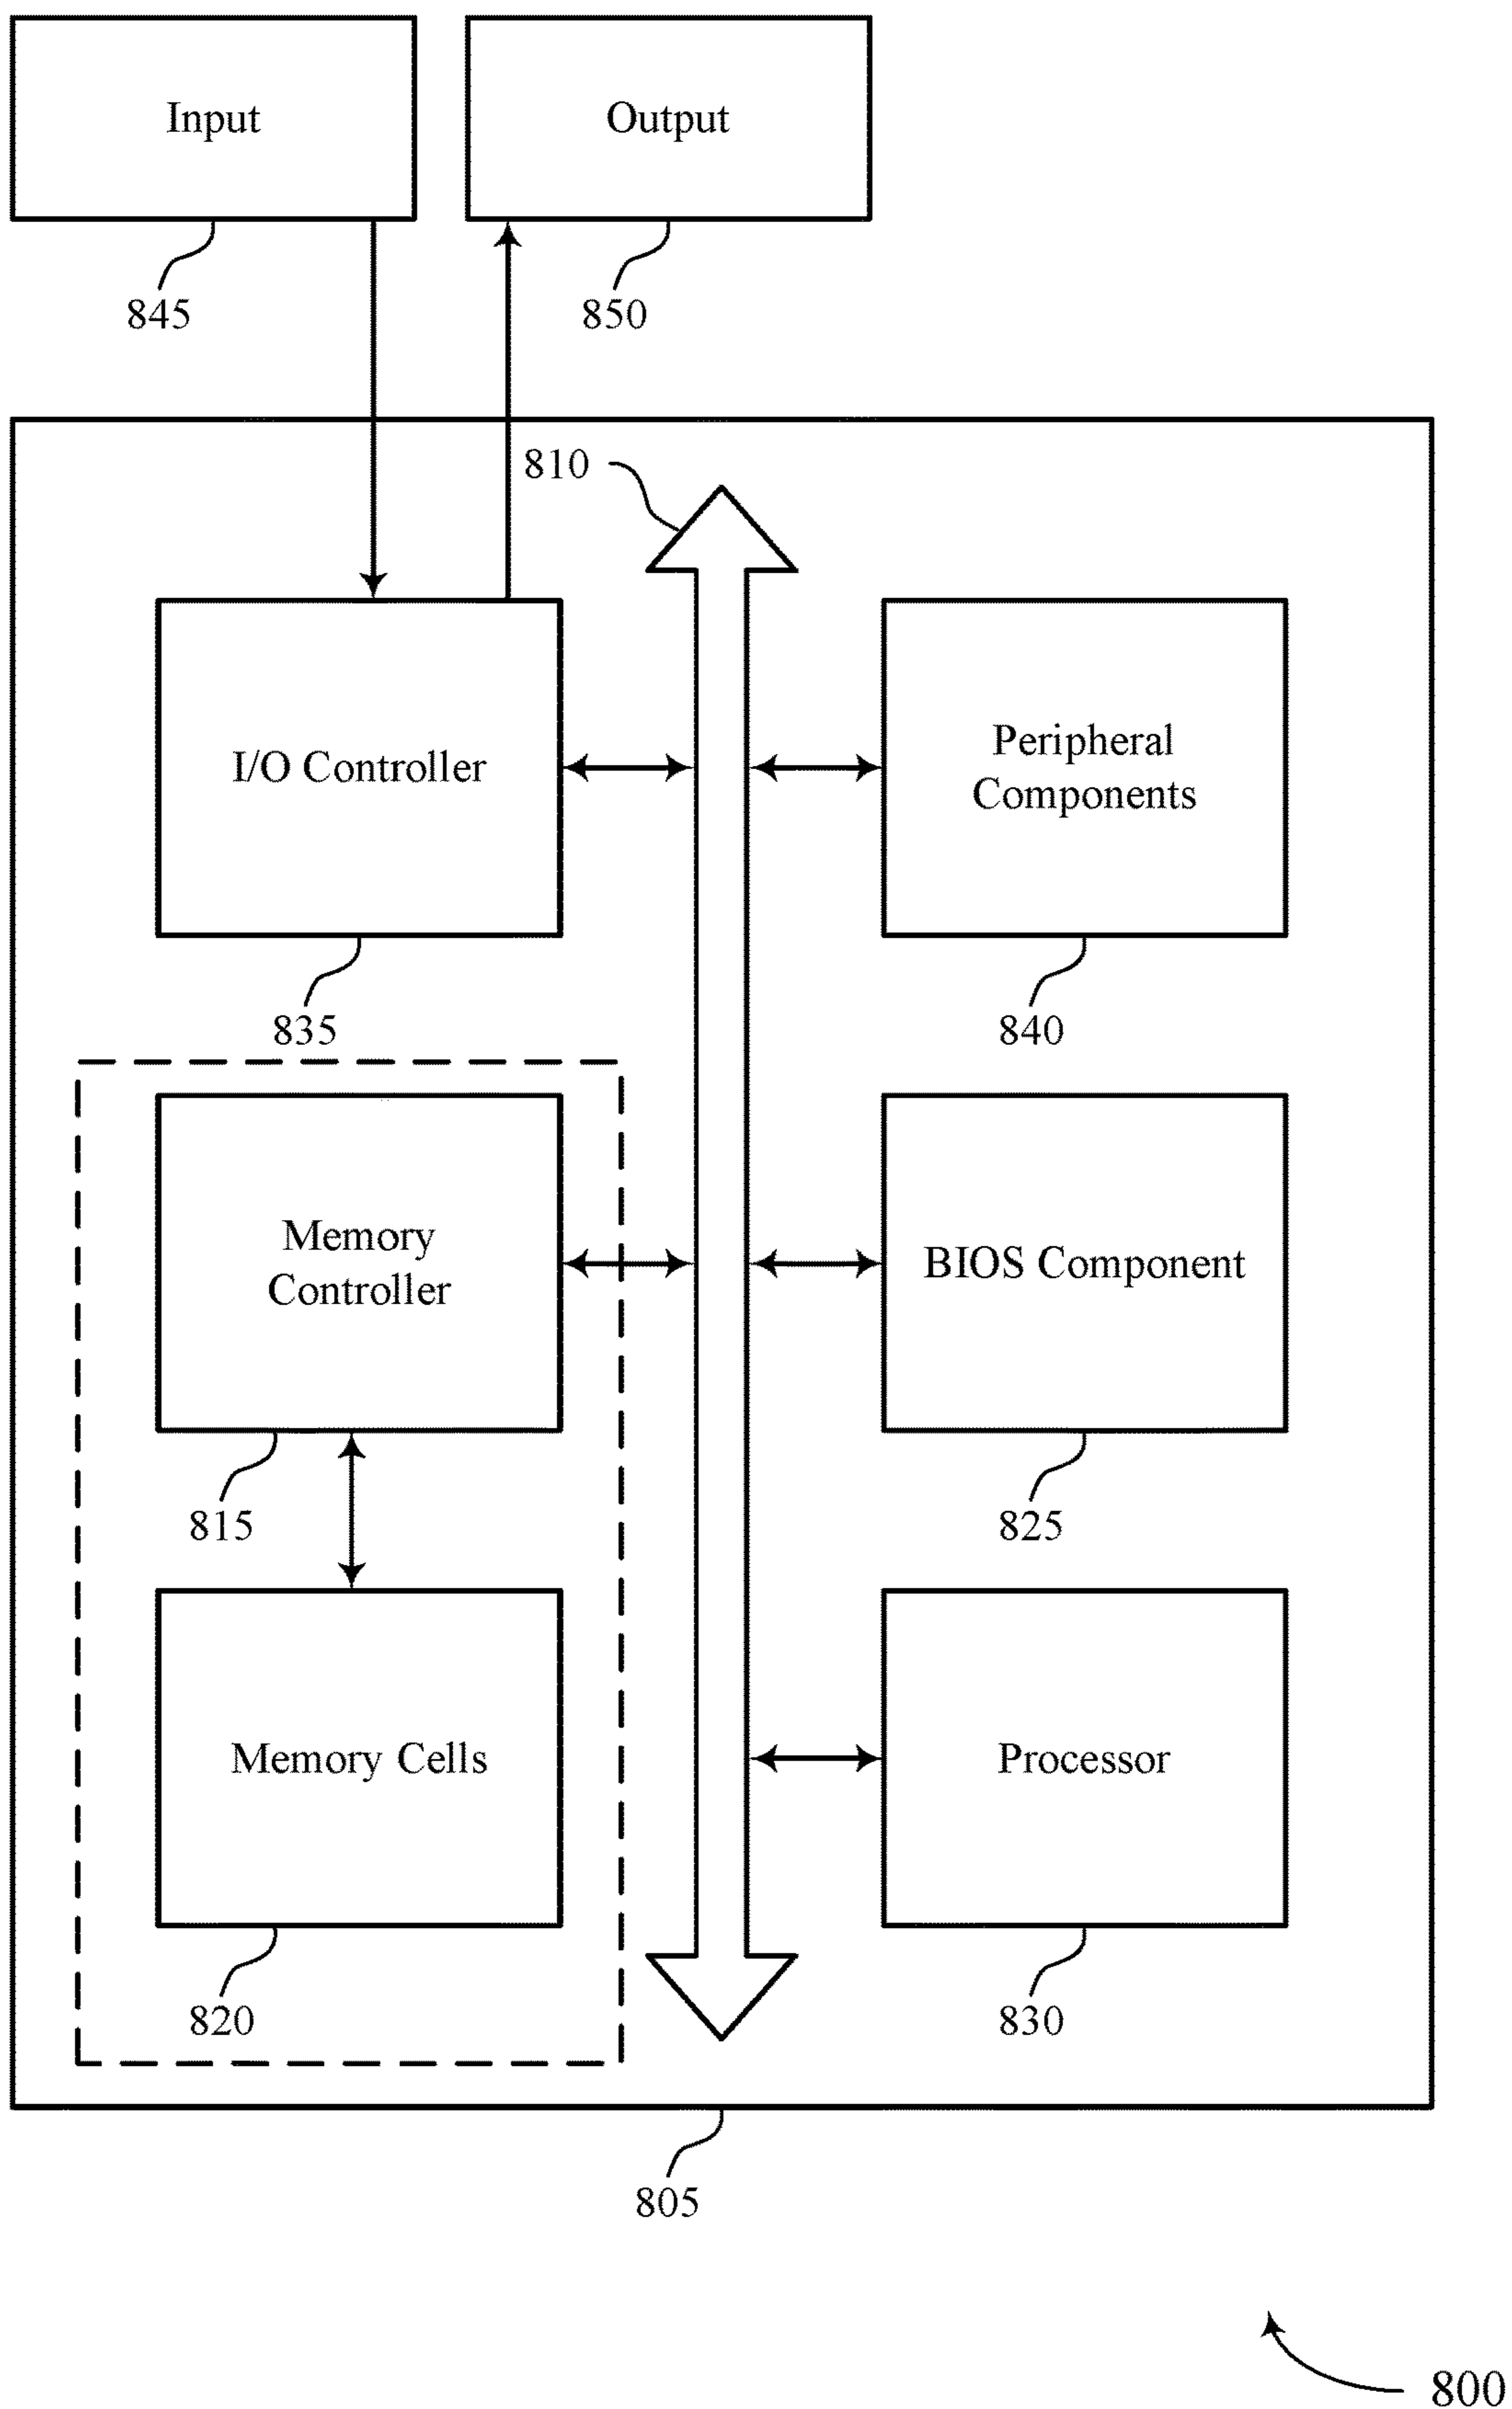 Input
Output
845
850
810
I/O Controller
Peripheral
Components
835
840
Memory
Controller
BIOS Component
815
825
Memory Cells
Processor
820
830
805
800